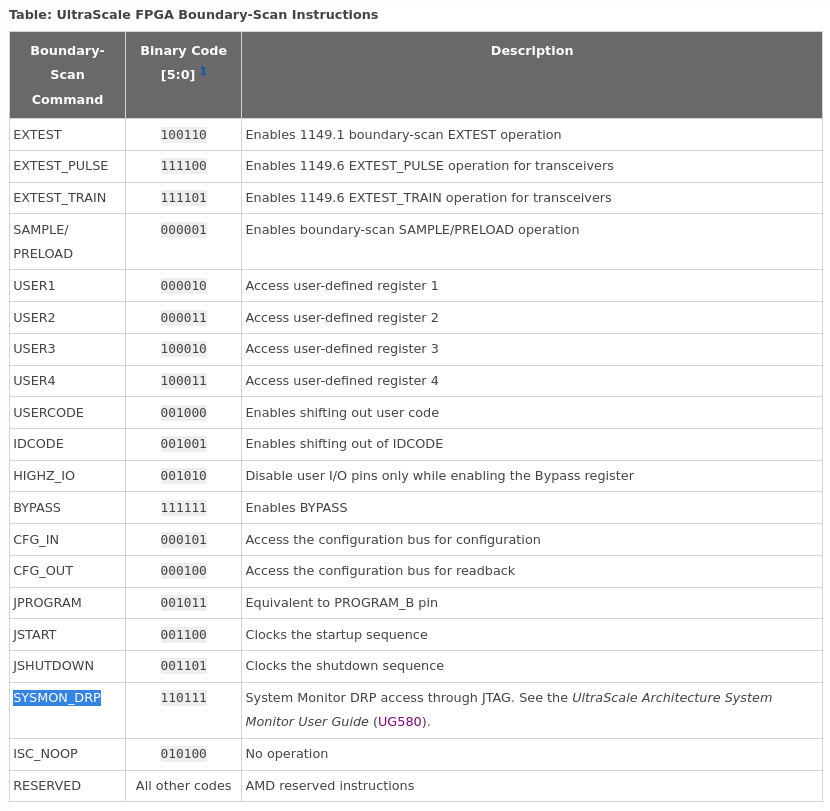 Table: UltraScale FPGA Boundary-Scan Instructions
Boundary-
Scan
Command
Binary Code
[5:0] 1
Description
EXTEST 100110 Enables 1149.1 boundary-scan EXTEST operation
EXTEST_PULSE 111100 Enables 1149.6 EXTEST_PULSE operation for transceivers
EXTEST_TRAIN 111101 Enables 1149.6 EXTEST_TRAIN operation for transceivers
SAMPLE/
PRELOAD
000001 Enables boundary-scan SAMPLE/PRELOAD operation
USER1 000010 Access user-defined register 1
USER2 000011 Access user-defined register 2
USER3 100010 Access user-defined register 3
USER4 100011 Access user-defined register 4
USERCODE 001000 Enables shifting out user code
IDCODE 001001 Enables shifting out of IDCODE
HIGHZ_IO 001010 Disable user I/O pins only while enabling the Bypass register
BYPASS 111111 Enables BYPASS
CFG_IN 000101 Access the configuration bus for configuration
CFG_OUT 000100 Access the configuration bus for readback
JPROGRAM 001011 Equivalent to PROGRAM_B pin
JSTART 001100 Clocks the startup sequence
JSHUTDOWN 001101 Clocks the shutdown sequence
SYSMON_DRP 110111 System Monitor DRP access through JTAG. See the UltraScale Architecture System
Monitor User Guide (UG580).
ISC_NOOP 010100 No operation
RESERVED All other codes AMD reserved instructions